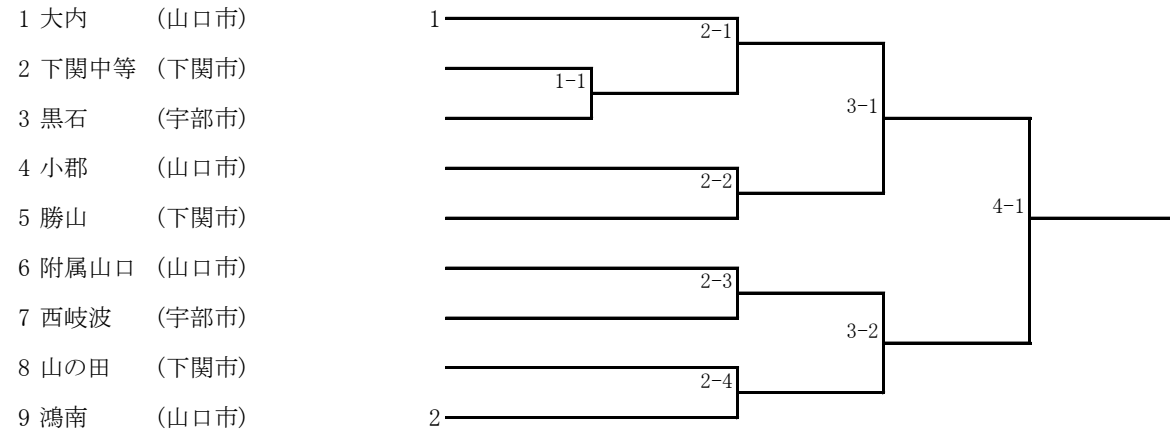 1 大内 (山口市) 1
2-1
2 下関中等 (下関市)
1-1
3 黒石 (宇部市)
3-1
4 小郡 (山口市)
2-2
5 勝山 (下関市)
4-1
6 附属山口 (山口市)
2-3
7 西岐波 (宇部市)
3-2
8 山の田 (下関市)
2-4
9 鴻南 (山口市) 2